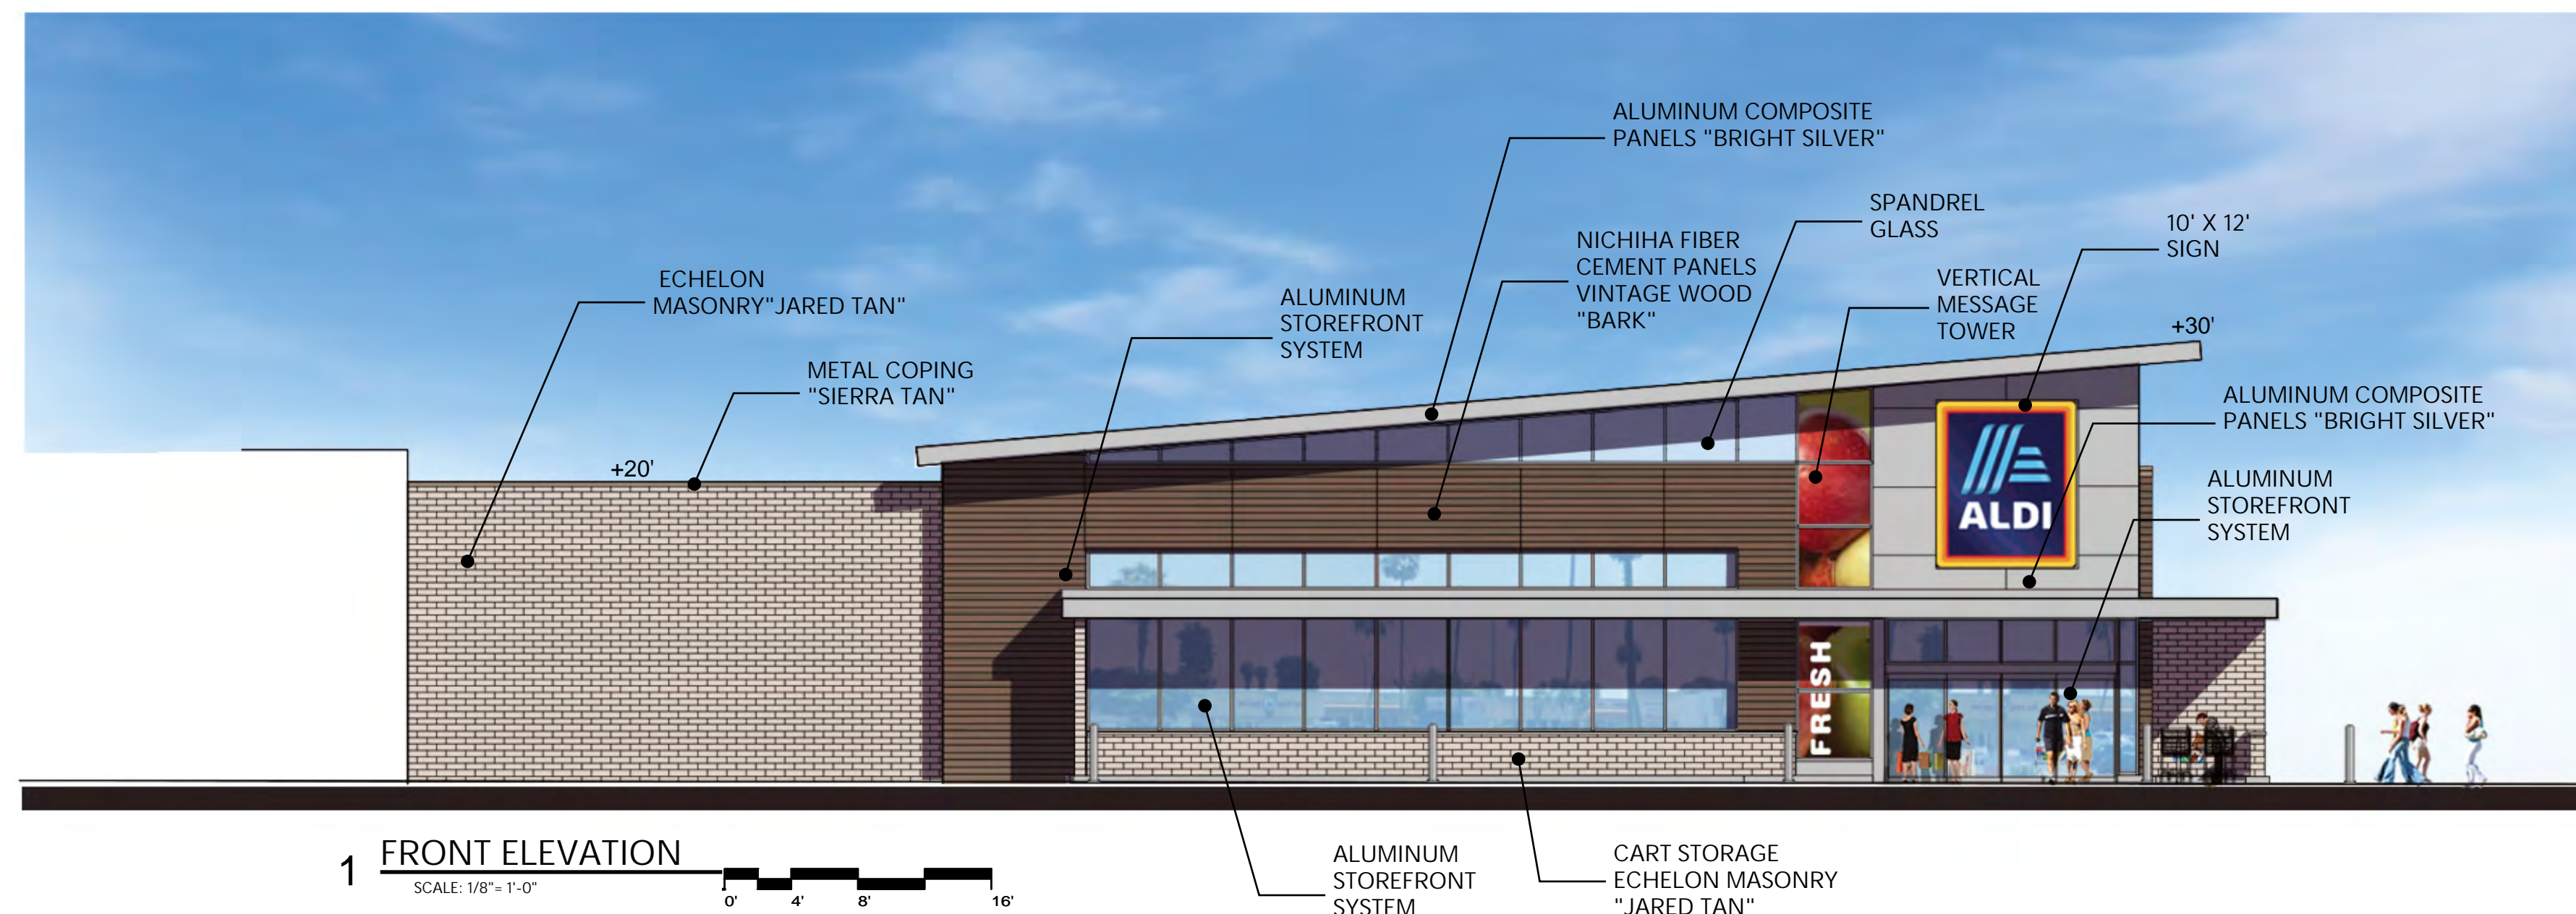 ALUMINUM COMPOSITE
PANELS "BRIGHT SILVER"
SPANDREL
GLASS
10' X 12'
SIGN
NICHIHA FIBER
CEMENT PANELS
VINTAGE WOOD
"BARK"
VERTICAL
MESSAGE
TOWER
ECHELON
MASONRY"JARED TAN"
ALUMINUM
STOREFRONT
SYSTEM
+30'
METAL COPING
"SIERRA TAN"
ALUMINUM COMPOSITE
PANELS "BRIGHT SILVER"
+20'
ALUMINUM
STOREFRONT
SYSTEM
ALDI
FRESH
1 FRONT ELEVATION
SCALE: 1/8"= 1'-0"
0' 4' 8' 16'
ALUMINUM
STOREFRONT
SYSTEM
CART STORAGE
ECHELON MASONRY
"JARED TAN"